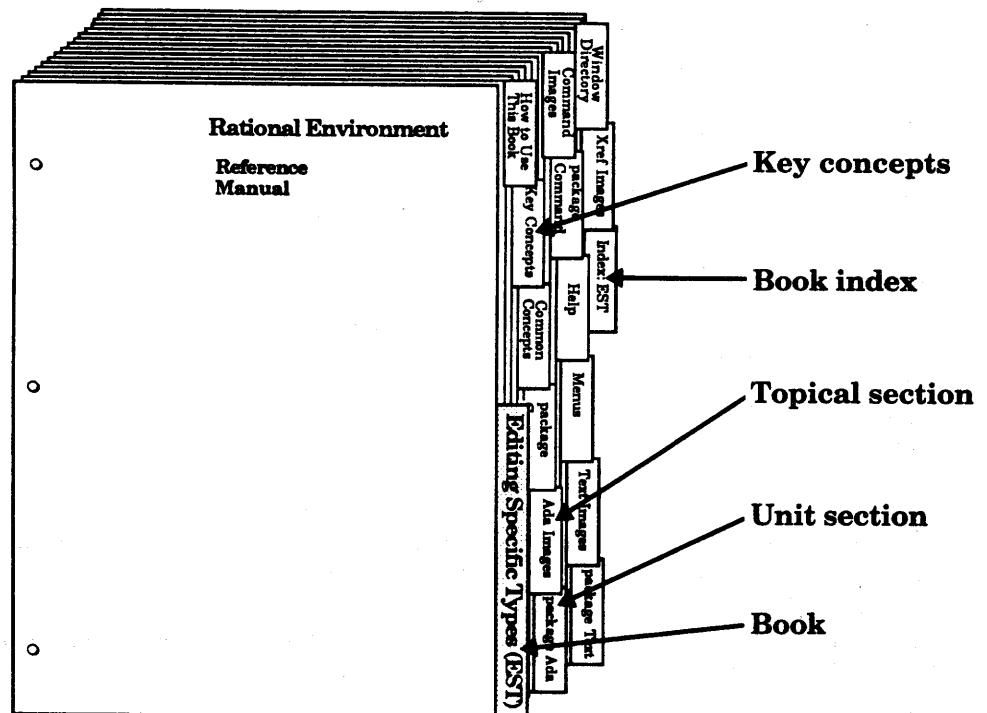 Rational Environment
Reference
Manual
How to Use
This Book
Key Concepts
Common
Concepts
package
Ada Images
package Ada
Editing Specific Types (EST)
Command
Images
package
Command
Help
Menus
Text Images
package Text
Window
Directory
Xref Images
Index: EST
Key concepts
Book index
Topical section
Unit section
Book